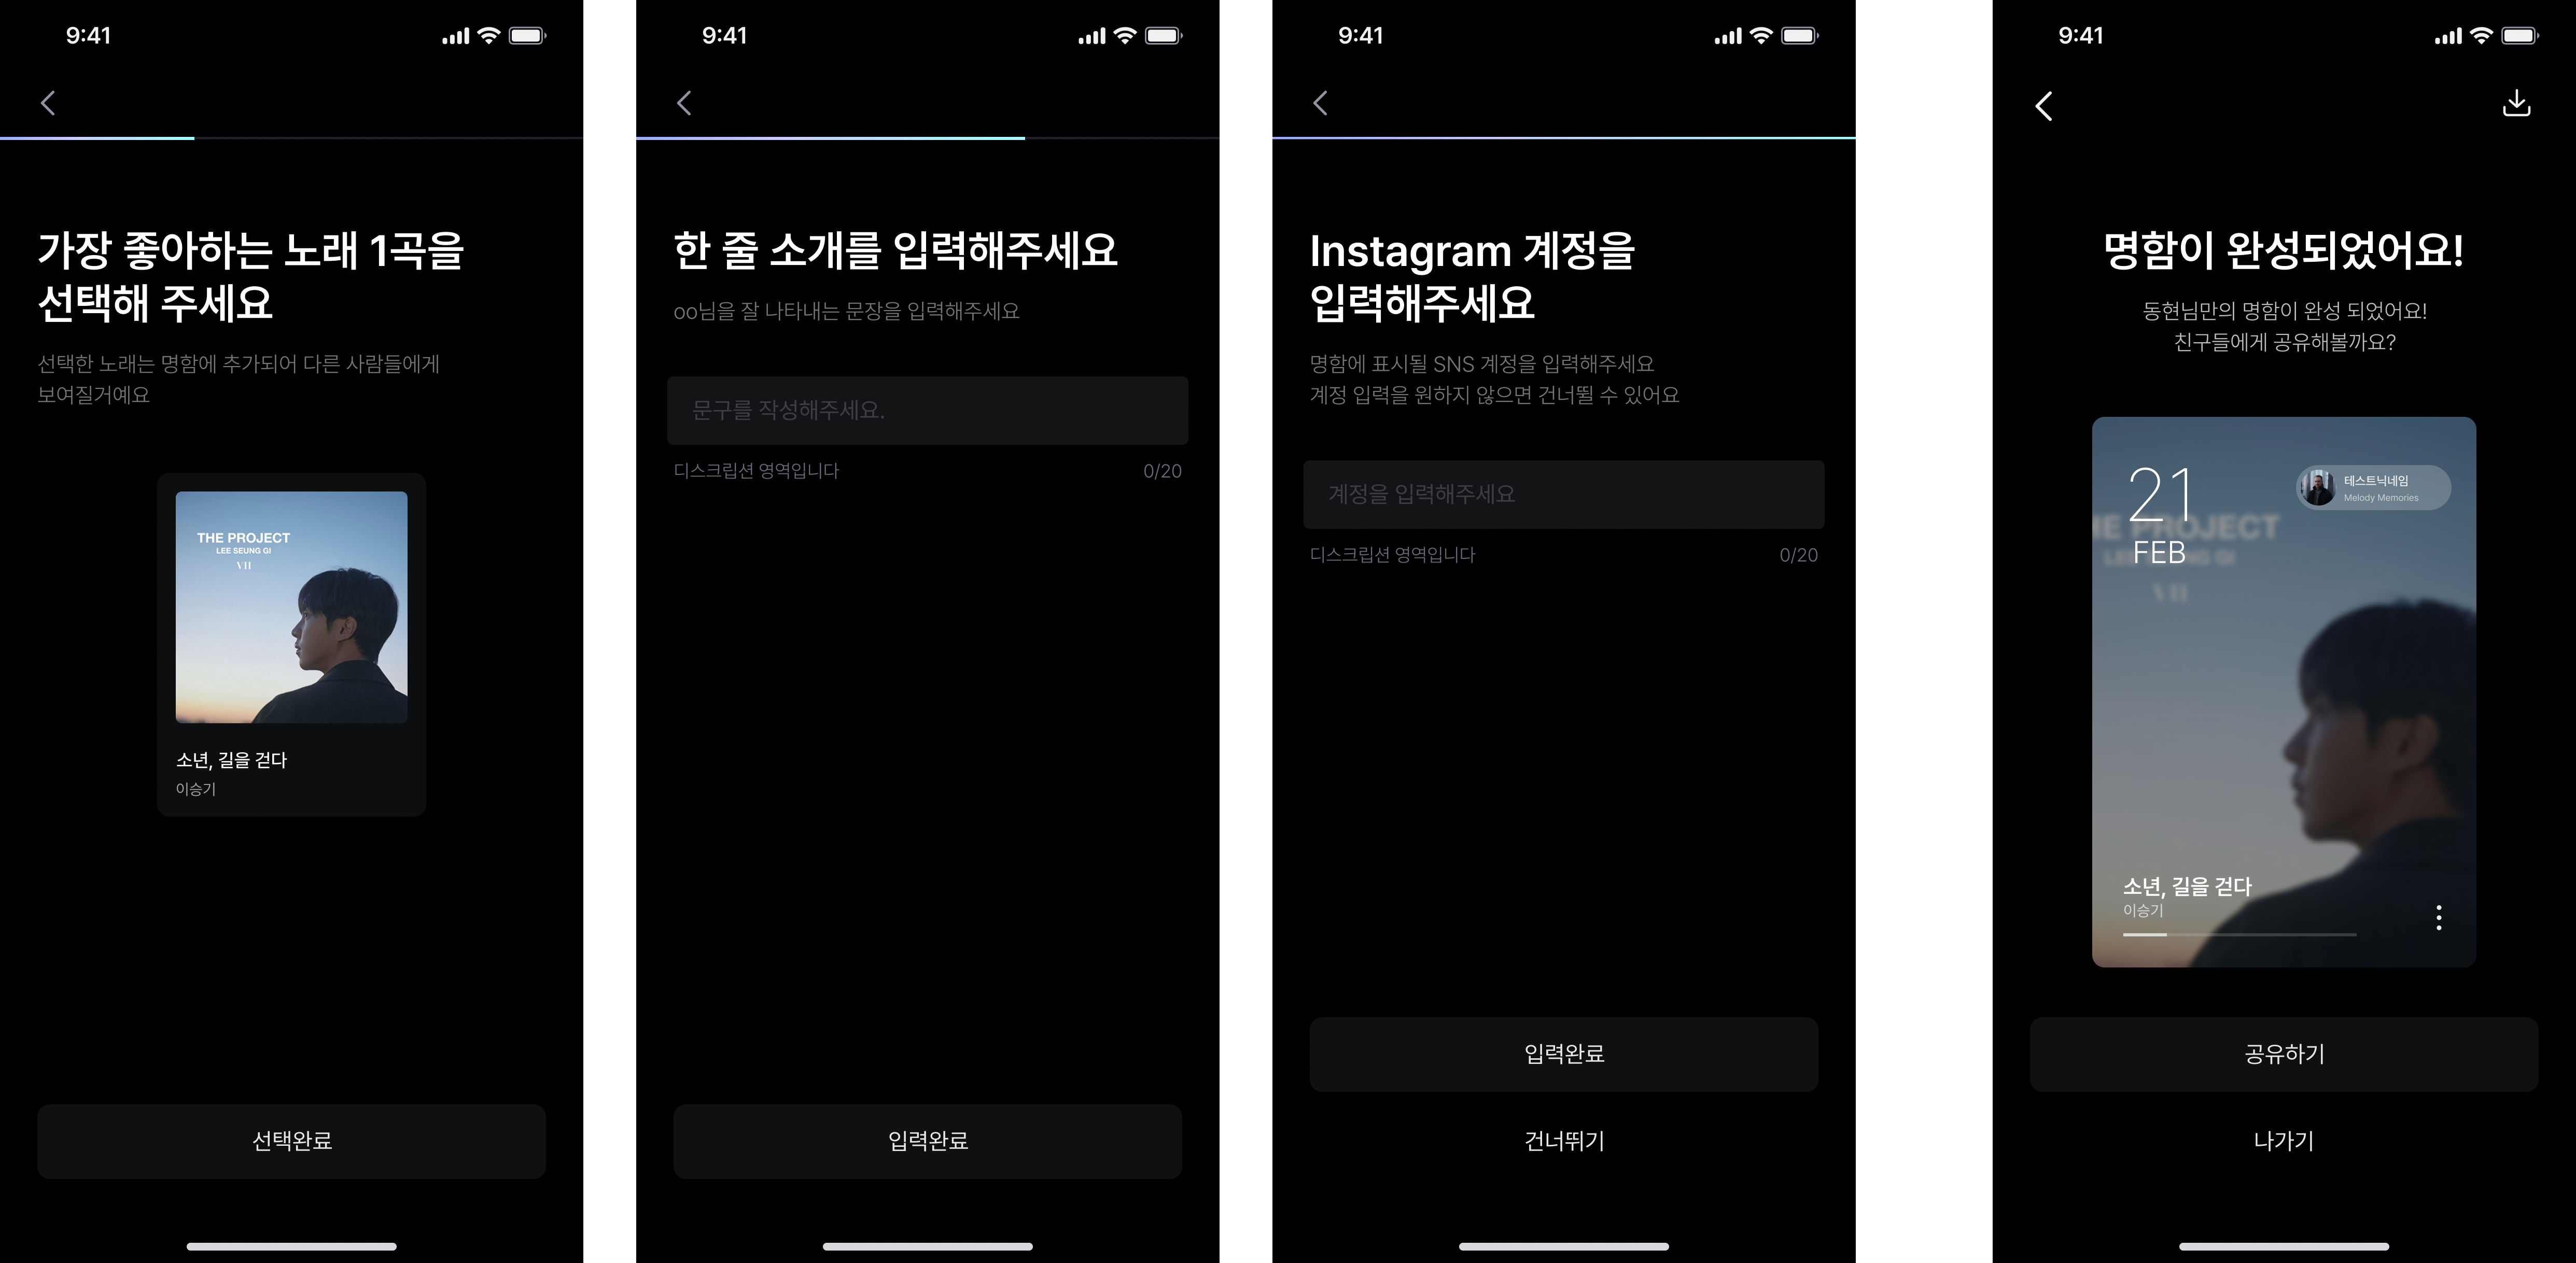 9:41
가장 좋아하는 노래 1곡을
선택해 주세요
선택한 노래는 명함에 추가되어 다른 사람들에게
보여질거예요
THE PROJECT
LEE SEUNG GI
VII
소년, 길을 걷다
이승기
선택완료
9:41
한 줄 소개를 입력해주세요
oo님을 잘 나타내는 문장을 입력해주세요
문구를 작성해주세요.
디스크립션 영역입니다 0/20
입력완료
9:41
Instagram 계정을
입력해주세요
명함에 표시될 SNS 계정을 입력해주세요
계정 입력을 원하지 않으면 건너뛸 수 있어요
계정을 입력해주세요
디스크립션 영역입니다 0/20
입력완료
건너뛰기
9:41
명함이 완성되었어요!
동현님만의 명함이 완성 되었어요!
친구들에게 공유해볼까요?
21
FEB
테스트닉네임
Melody Memories
HE PROJECT
LEE SEUNG GI
VII
소년, 길을 걷다
이승기
공유하기
나가기